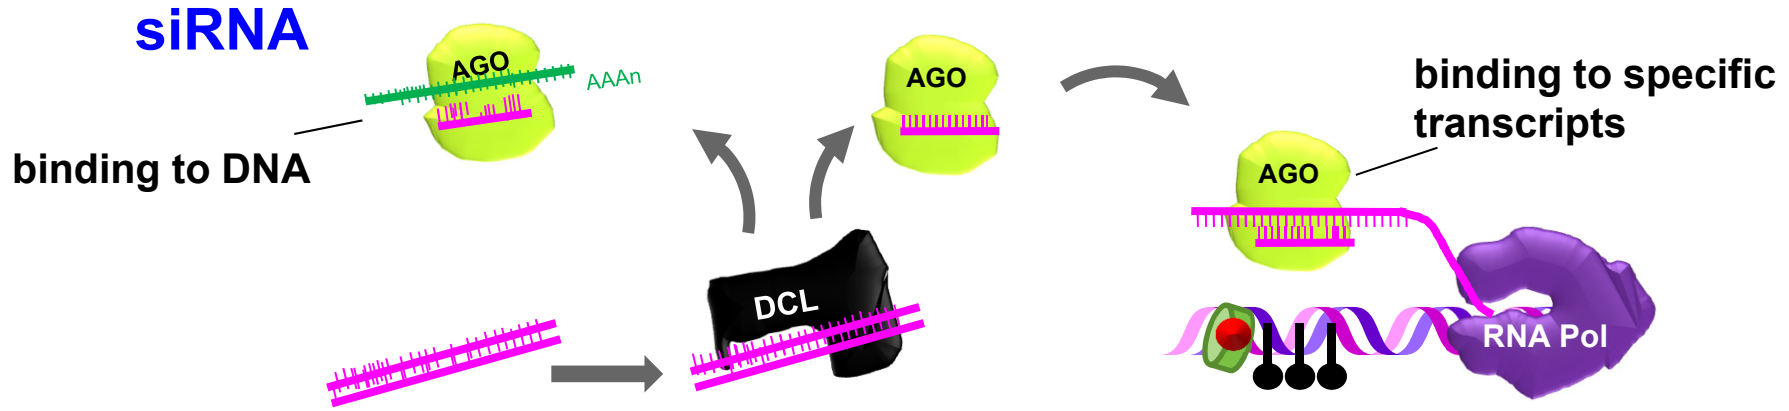 siRNA
AGO
AAAn
binding to DNA
AGO
binding to specific
transcripts
AGO
DCL
RNA Pol